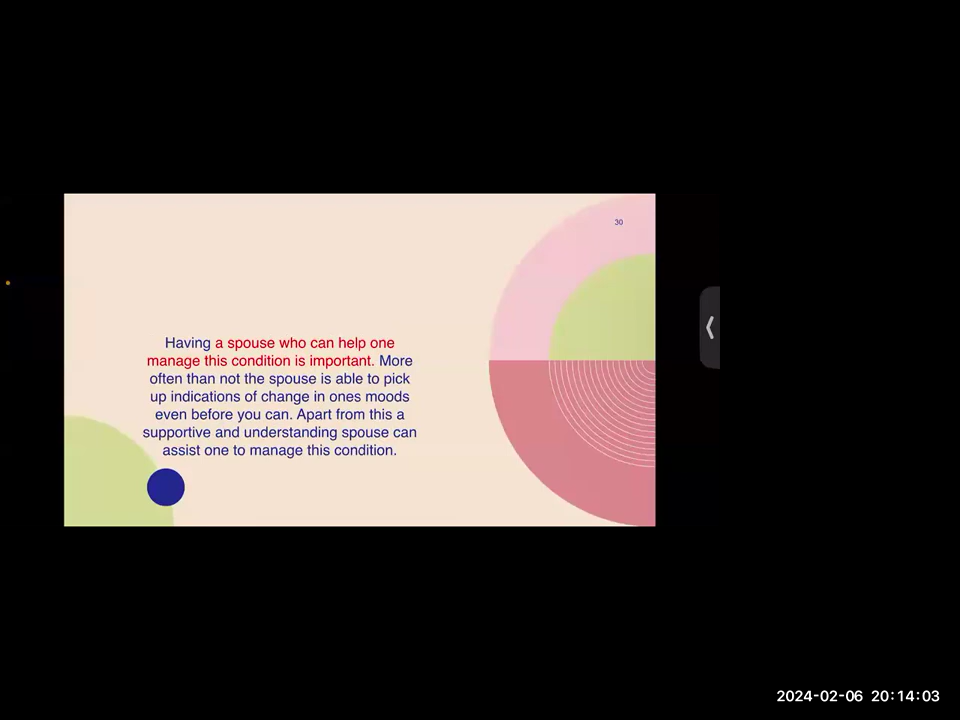 30
Having a spouse who can help one
manage this condition is important. More
often than not the spouse is able to pick
up indications of change in ones moods
even before you can. Apart from this a
supportive and understanding spouse can
assist one to manage this condition.
2024-02-06 20:14:03